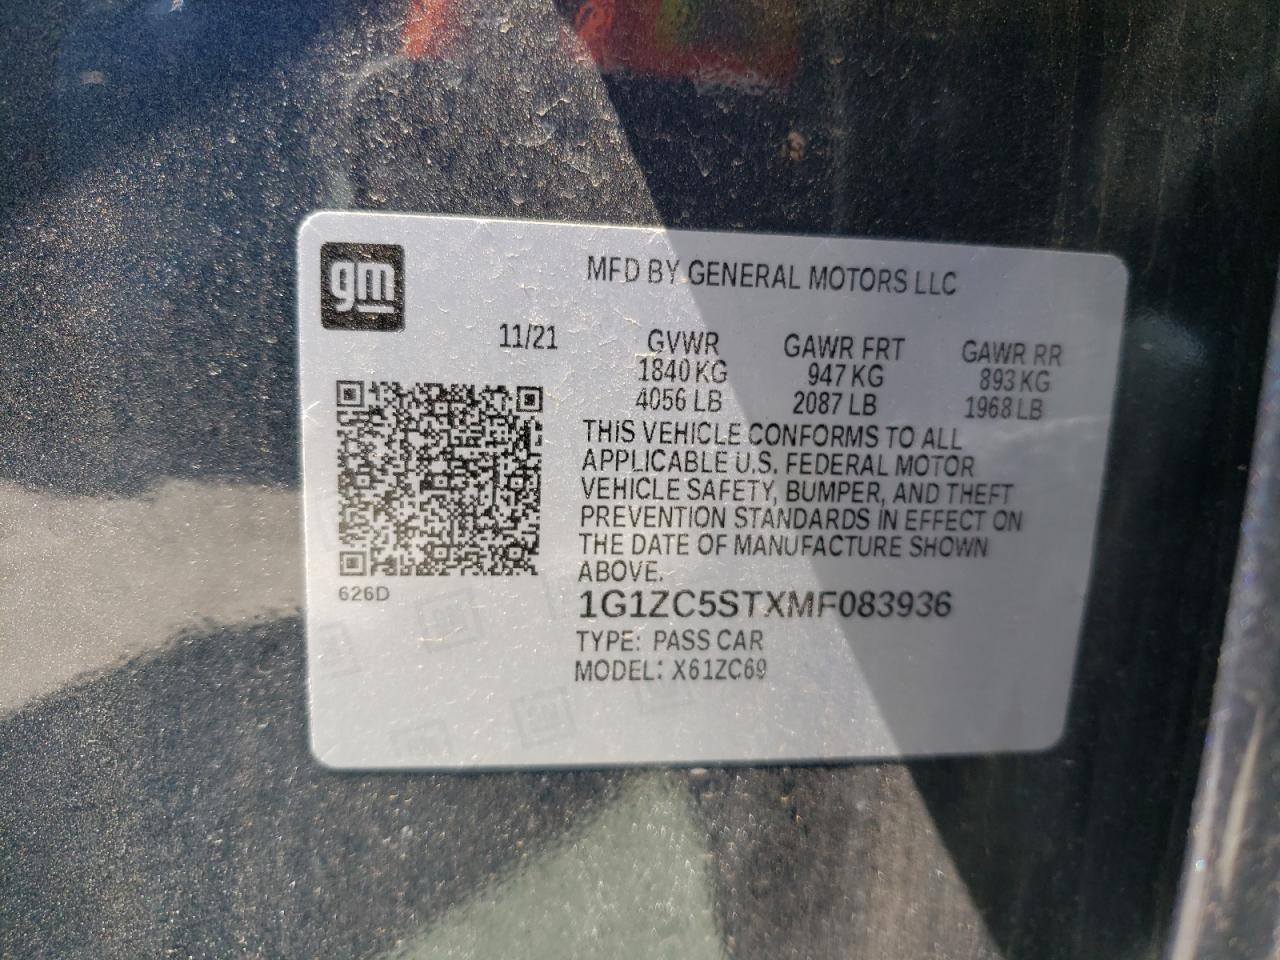 gm
MFD BY GENERAL MOTORS LLC
11/21 GVWR GAWR FRT GAWR RR
1840 KG 947 KG 893 KG
4056 LB 2087 LB 1968 LB
THIS VEHICLE CONFORMS TO ALL
APPLICABLE U.S. FEDERAL MOTOR
VEHICLE SAFETY, BUMPER, AND THEFT
PREVENTION STANDARDS IN EFFECT ON
THE DATE OF MANUFACTURE SHOWN
ABOVE.
626D
1G1ZC5STXMF083936
TYPE: PASS CAR
MODEL: X61ZC69